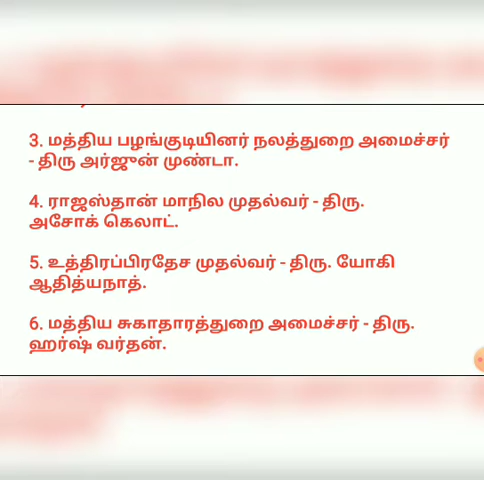 3. மத்திய பழங்குடியினர் நலத்துறை அமைச்சர்
- திரு அர்ஜுன் முண்டா.
4. ராஜஸ்தான் மாநில முதல்வர் - திரு.
அசோக் கெலாட்.
5. உத்திரப்பிரதேச முதல்வர் - திரு. யோகி
ஆதித்யநாத்.
6. மத்திய சுகாதாரத்துறை அமைச்சர் - திரு.
ஹர்ஷ் வர்தன்.